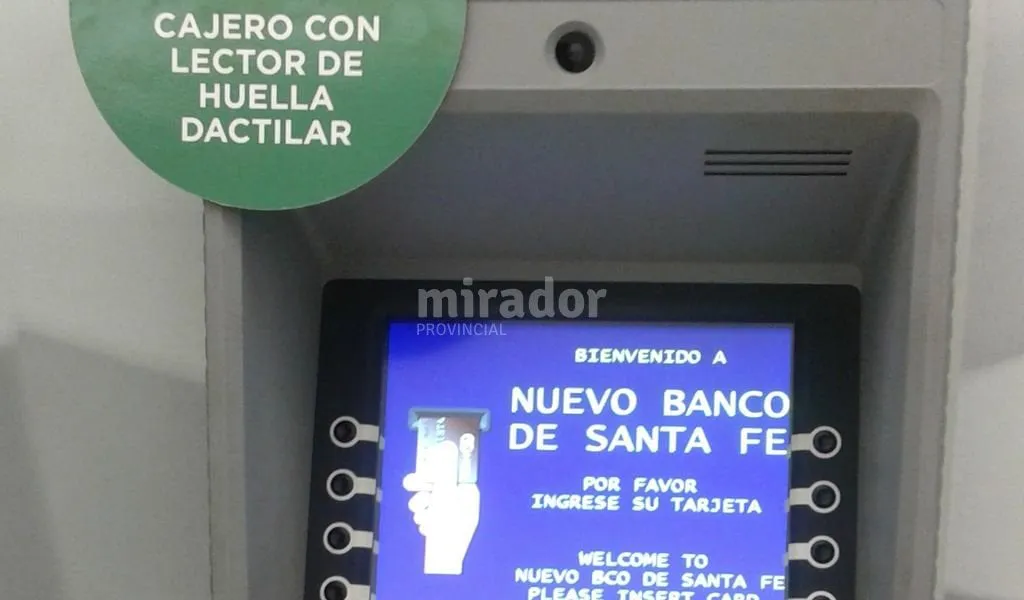 CAJERO CON
LECTOR DE
HUELLA
DACTILAR
mirador
PROVINCIAL
BIENVENIDO A
NUEVO BANCO
DE SANTA FE
POR FAVOR
INGRESE SU TARJETA
WELCOME TO
NUEVO BCO DE SANTA FE
PLEASE INSERT CARD